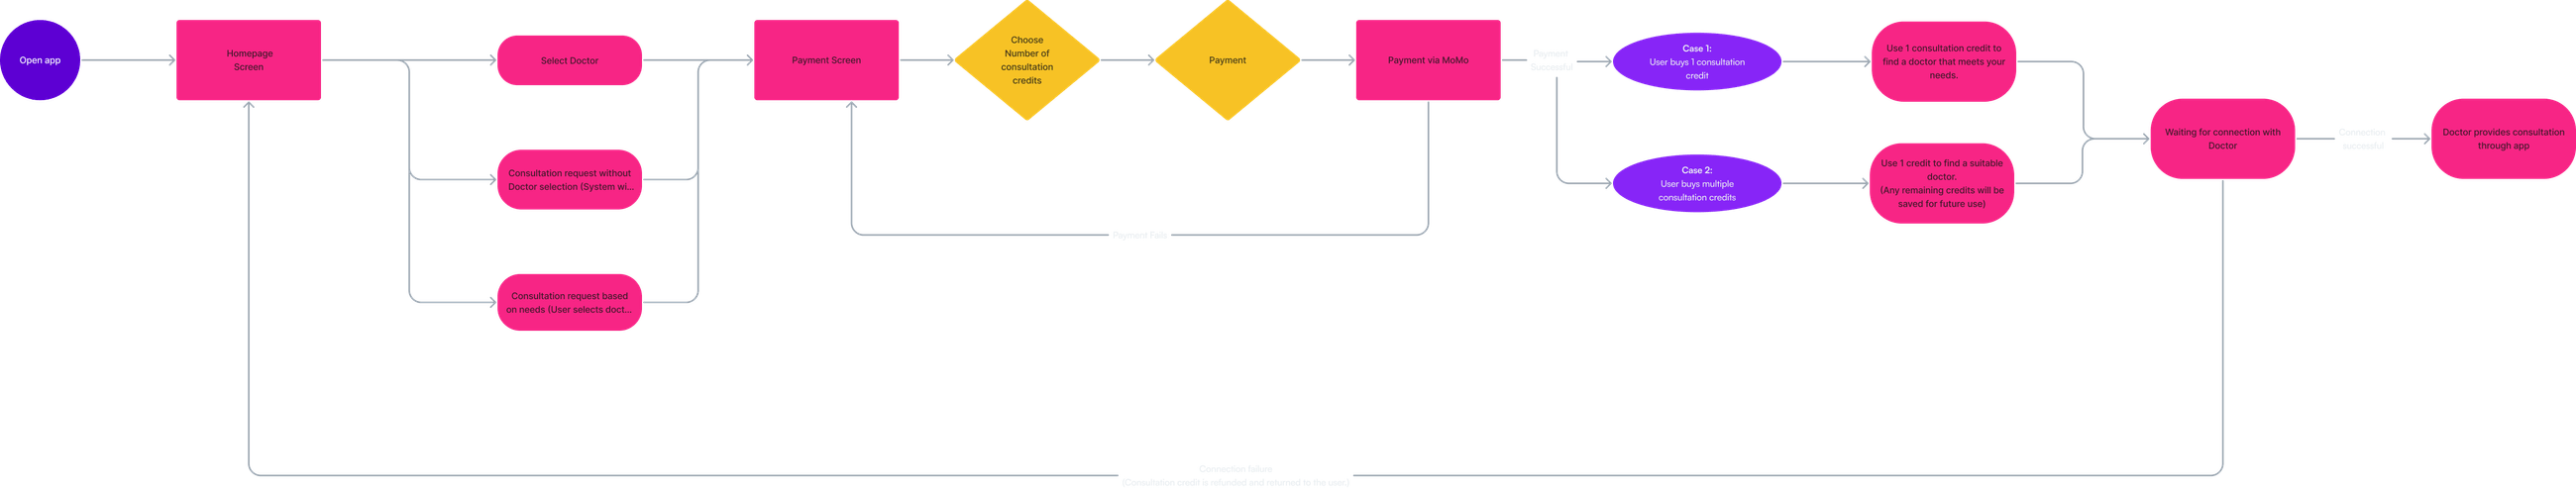 Open app
Homepage
Screen
Select Doctor
Consultation request without
Doctor selection (System wi...
Consultation request based
on needs (User selects doct...
Payment Screen
Choose
Number of
consultation
credits
Payment
Payment via MoMo
Payment Fails
Payment
Successful
Case 1:
User buys 1 consultation
credit
Case 2:
User buys multiple
consultation credits
Use 1 consultation credit to
find a doctor that meets your
needs.
Use 1 credit to find a suitable
doctor.
(Any remaining credits will be
saved for future use)
Waiting for connection with
Doctor
Connection
successful
Doctor provides consultation
through app
Connection failure
(Consultation credit is refunded and returned to the user.)